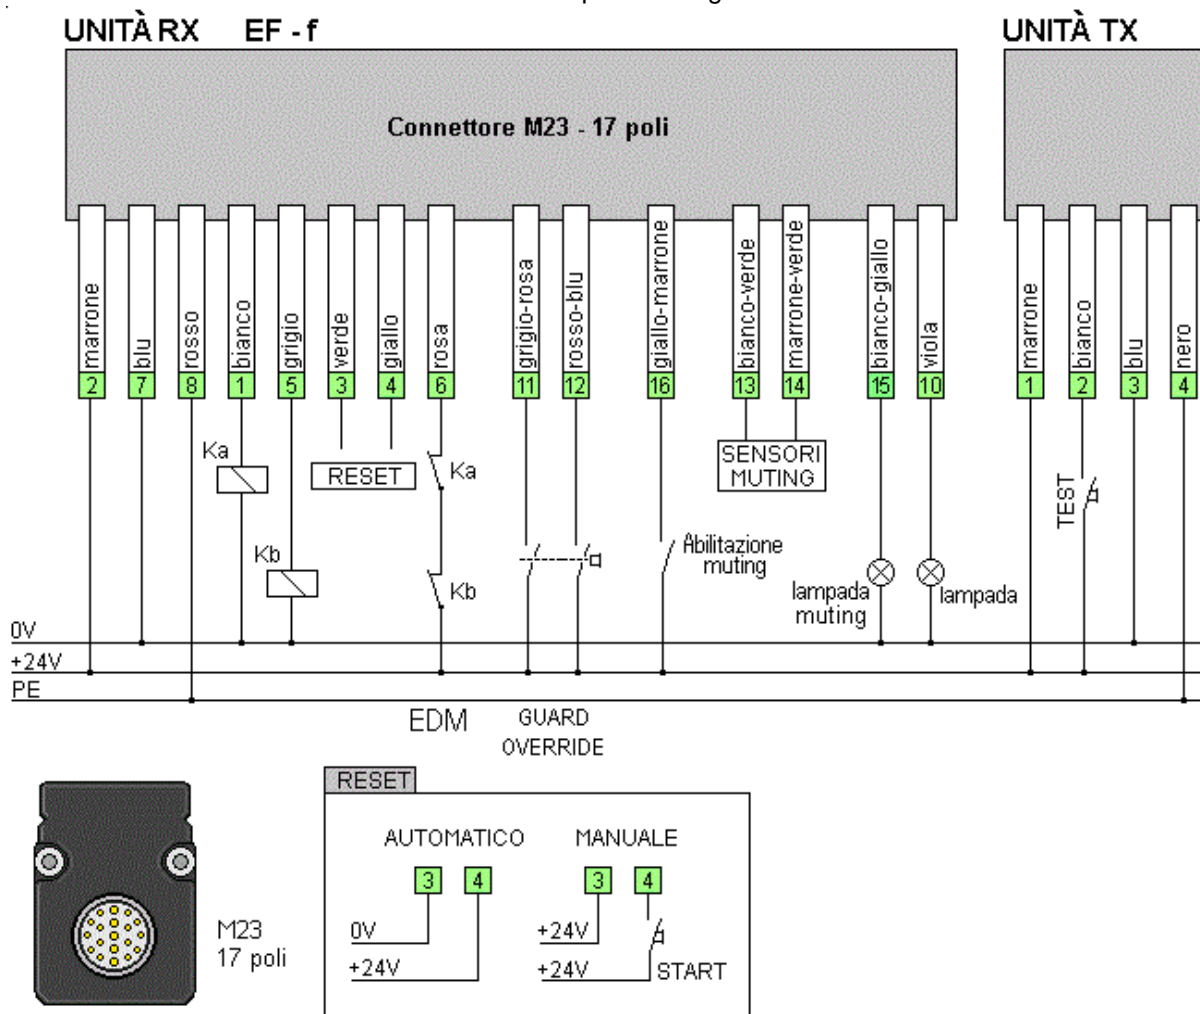 UNITÀ RX EF - f
UNITÀ TX
Connettore M23 - 17 poli
marrone
blu
rosso
bianco
grigio
verde
giallo
rosa
grigio-rosa
rosso-blu
giallo-marrone
bianco-verde
marrone-verde
bianco-giallo
viola
marrone
bianco
blu
nero
2 7 8 1 5 3 4 6 11 12 16 13 14 15 10 1 2 3 4
Ka
RESET
Ka
SENSORI
MUTING
TEST
Kb
Kb
Abilitazione
muting
lampada
muting
lampada
0V
+24V
PE
EDM
GUARD
OVERRIDE
RESET
AUTOMATICO MANUALE
3 4 3 4
0V +24V
+24V +24V START
M23
17 poli